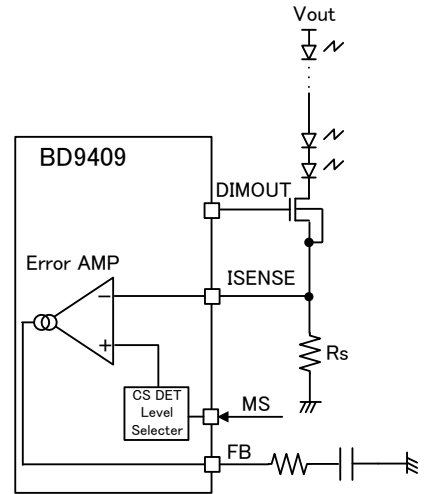 Vout
BD9409
DIMOUT
Error AMP
ISENSE
−
+
Rs
CS DET
Level
Selecter
MS
FB